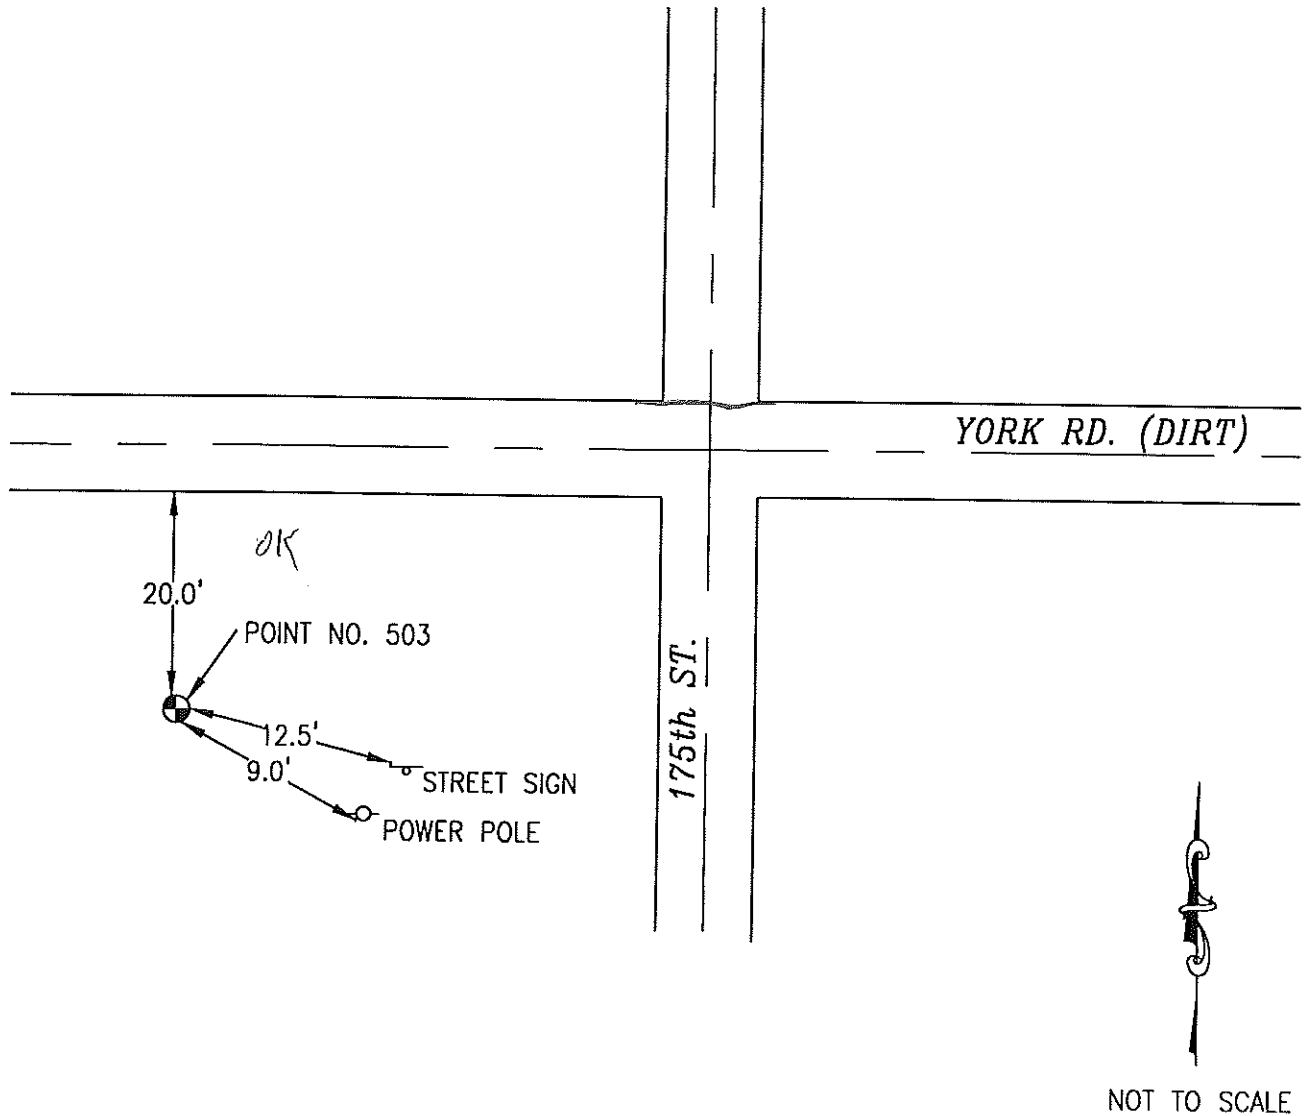 YORK RD. (DIRT)
OK
20.0'
POINT NO. 503
175th ST.
12.5'
9.0'
STREET SIGN
POWER POLE
NOT TO SCALE